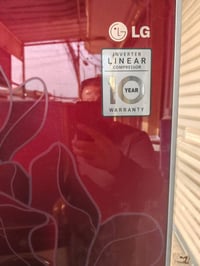 LG
INVERTER
LINEAR
COMPRESSOR
10
YEAR
WARRANTY